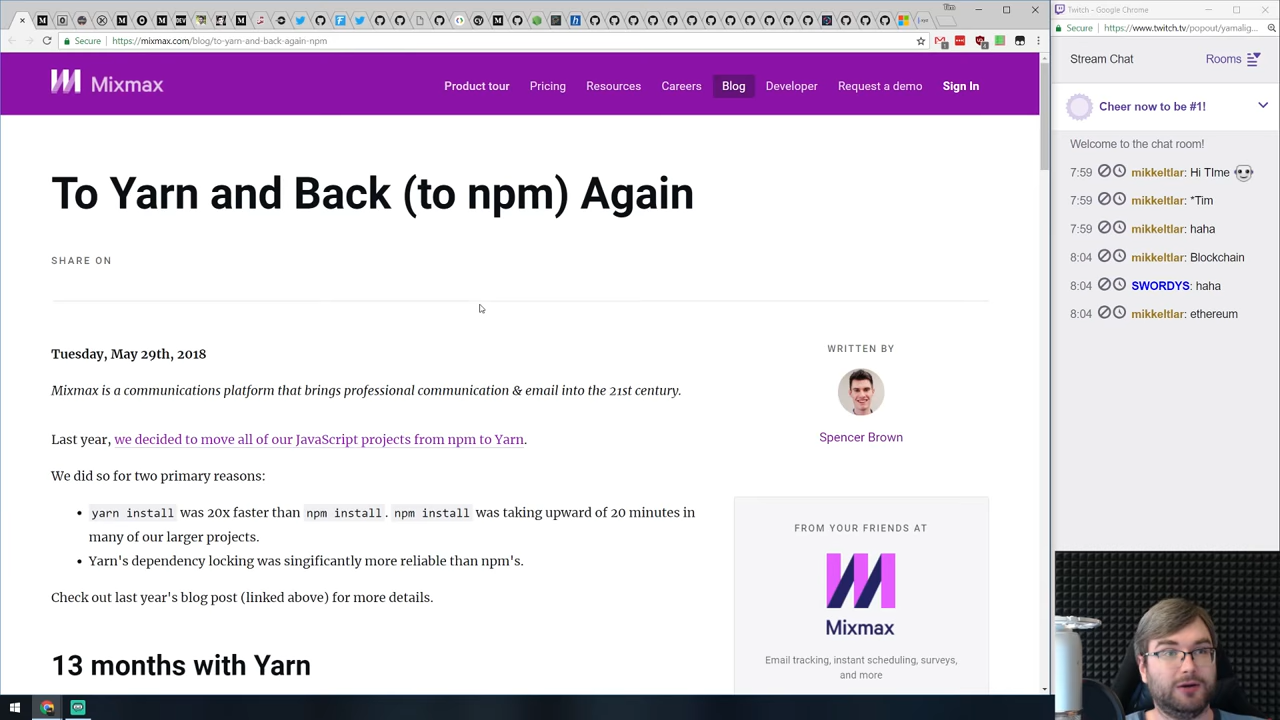 Tim
Twitch - Google Chrome
Secure
https://mixmax.com/blog/to-yarn-and-back-again-npm
Secure
https://www.twitch.tv/popout/yamalig...
Mixmax
Product tour
Pricing
Resources
Careers
Blog
Developer
Request a demo
Sign In
To Yarn and Back (to npm) Again
SHARE ON
Tuesday, May 29th, 2018
Mixmax is a communications platform that brings professional communication & email into the 21st century.
Last year, we decided to move all of our JavaScript projects from npm to Yarn.
We did so for two primary reasons:
yarn install was 20x faster than npm install. npm install was taking upward of 20 minutes in
many of our larger projects.
Yarn's dependency locking was singificantly more reliable than npm's.
Check out last year's blog post (linked above) for more details.
13 months with Yarn
WRITTEN BY
Spencer Brown
FROM YOUR FRIENDS AT
Mixmax
Email tracking, instant scheduling, surveys,
and more
Stream Chat
Rooms
Cheer now to be #1!
Welcome to the chat room!
7:59 mikkeltlar: Hi TIme
7:59 mikkeltlar: *Tim
7:59 mikkeltlar: haha
8:04 mikkeltlar: Blockchain
8:04 SWORDYS: haha
8:04 mikkeltlar: ethereum